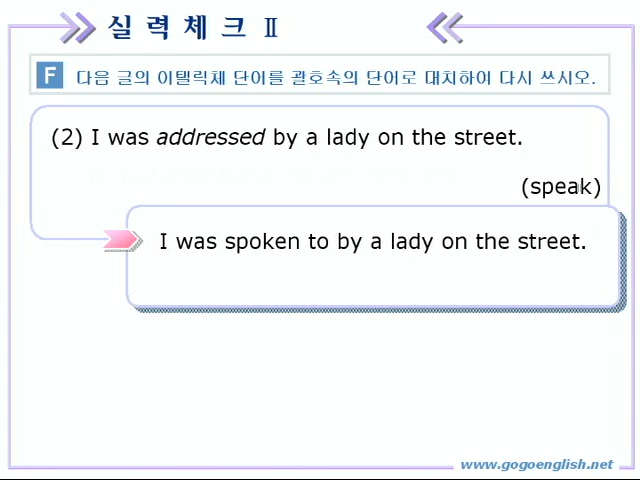 실력체크 Ⅱ
F 다음 글의 이탤릭체 단어를 괄호속의 단어로 대치하여 다시 쓰시오.
(2) I was addressed by a lady on the street.
(speak)
I was spoken to by a lady on the street.
www.gogoenglish.net